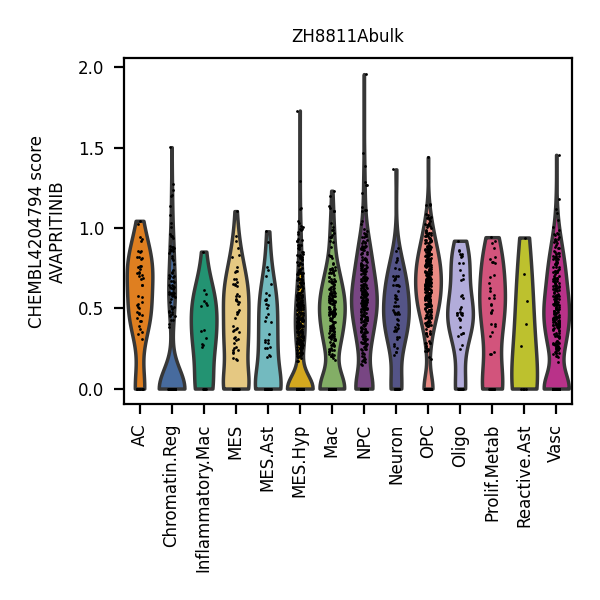 ZH8811Abulk
CHEMBL4204794 score
AVAPRITINIB
2.0
1.5
1.0
0.5
0.0
AC
Chromatin.Reg
Inflammatory.Mac
MES
MES.Ast
MES.Hyp
Mac
NPC
Neuron
OPC
Oligo
Prolif.Metab
Reactive.Ast
Vasc